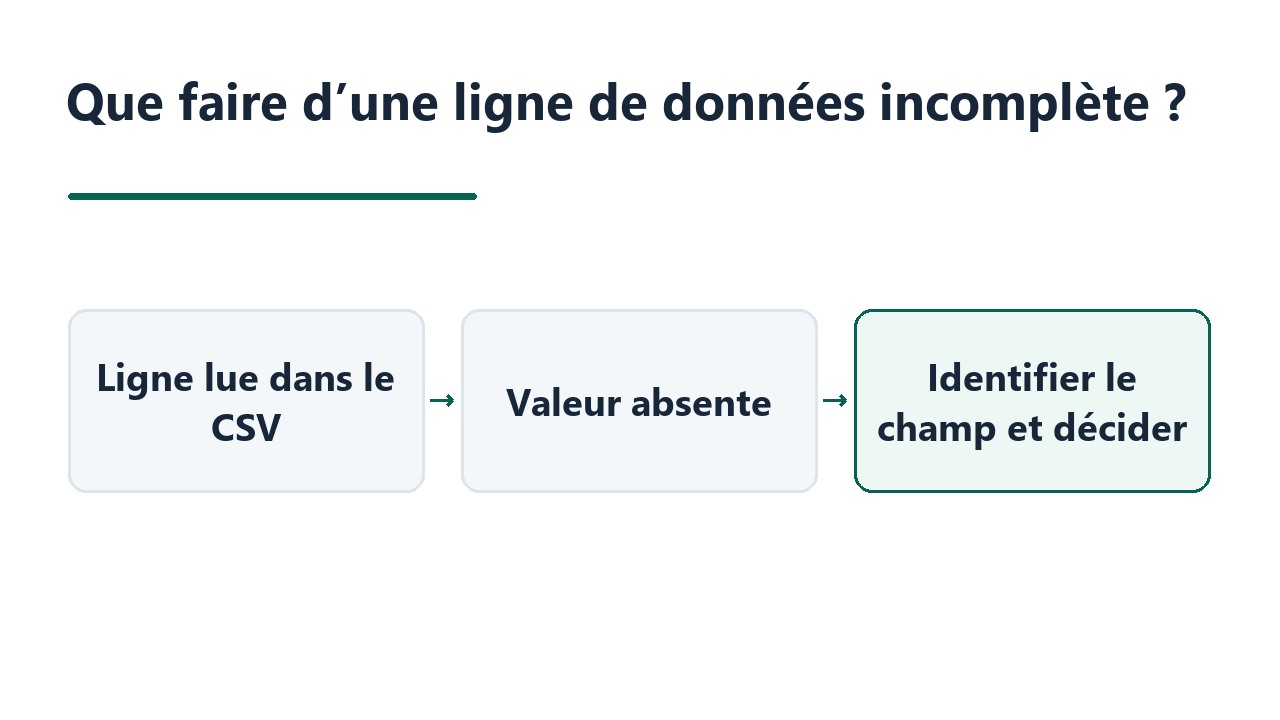 Que faire d’une ligne de données incomplète ?
Ligne lue dans le
CSV
Valeur absente
Identifier le
champ et décider